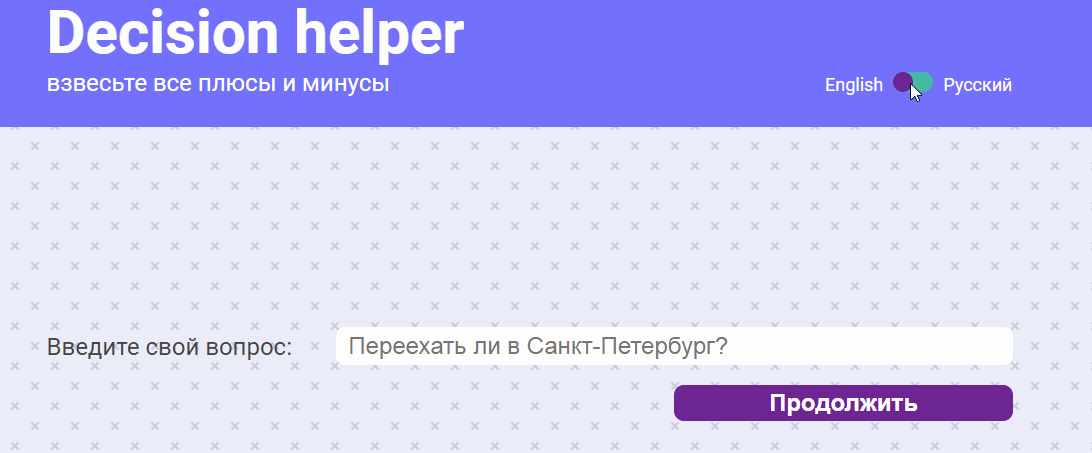 Decision helper
взвесьте все плюсы и минусы
English Русский
Введите свой вопрос: Переехать ли в Санкт-Петербург?
Продолжить